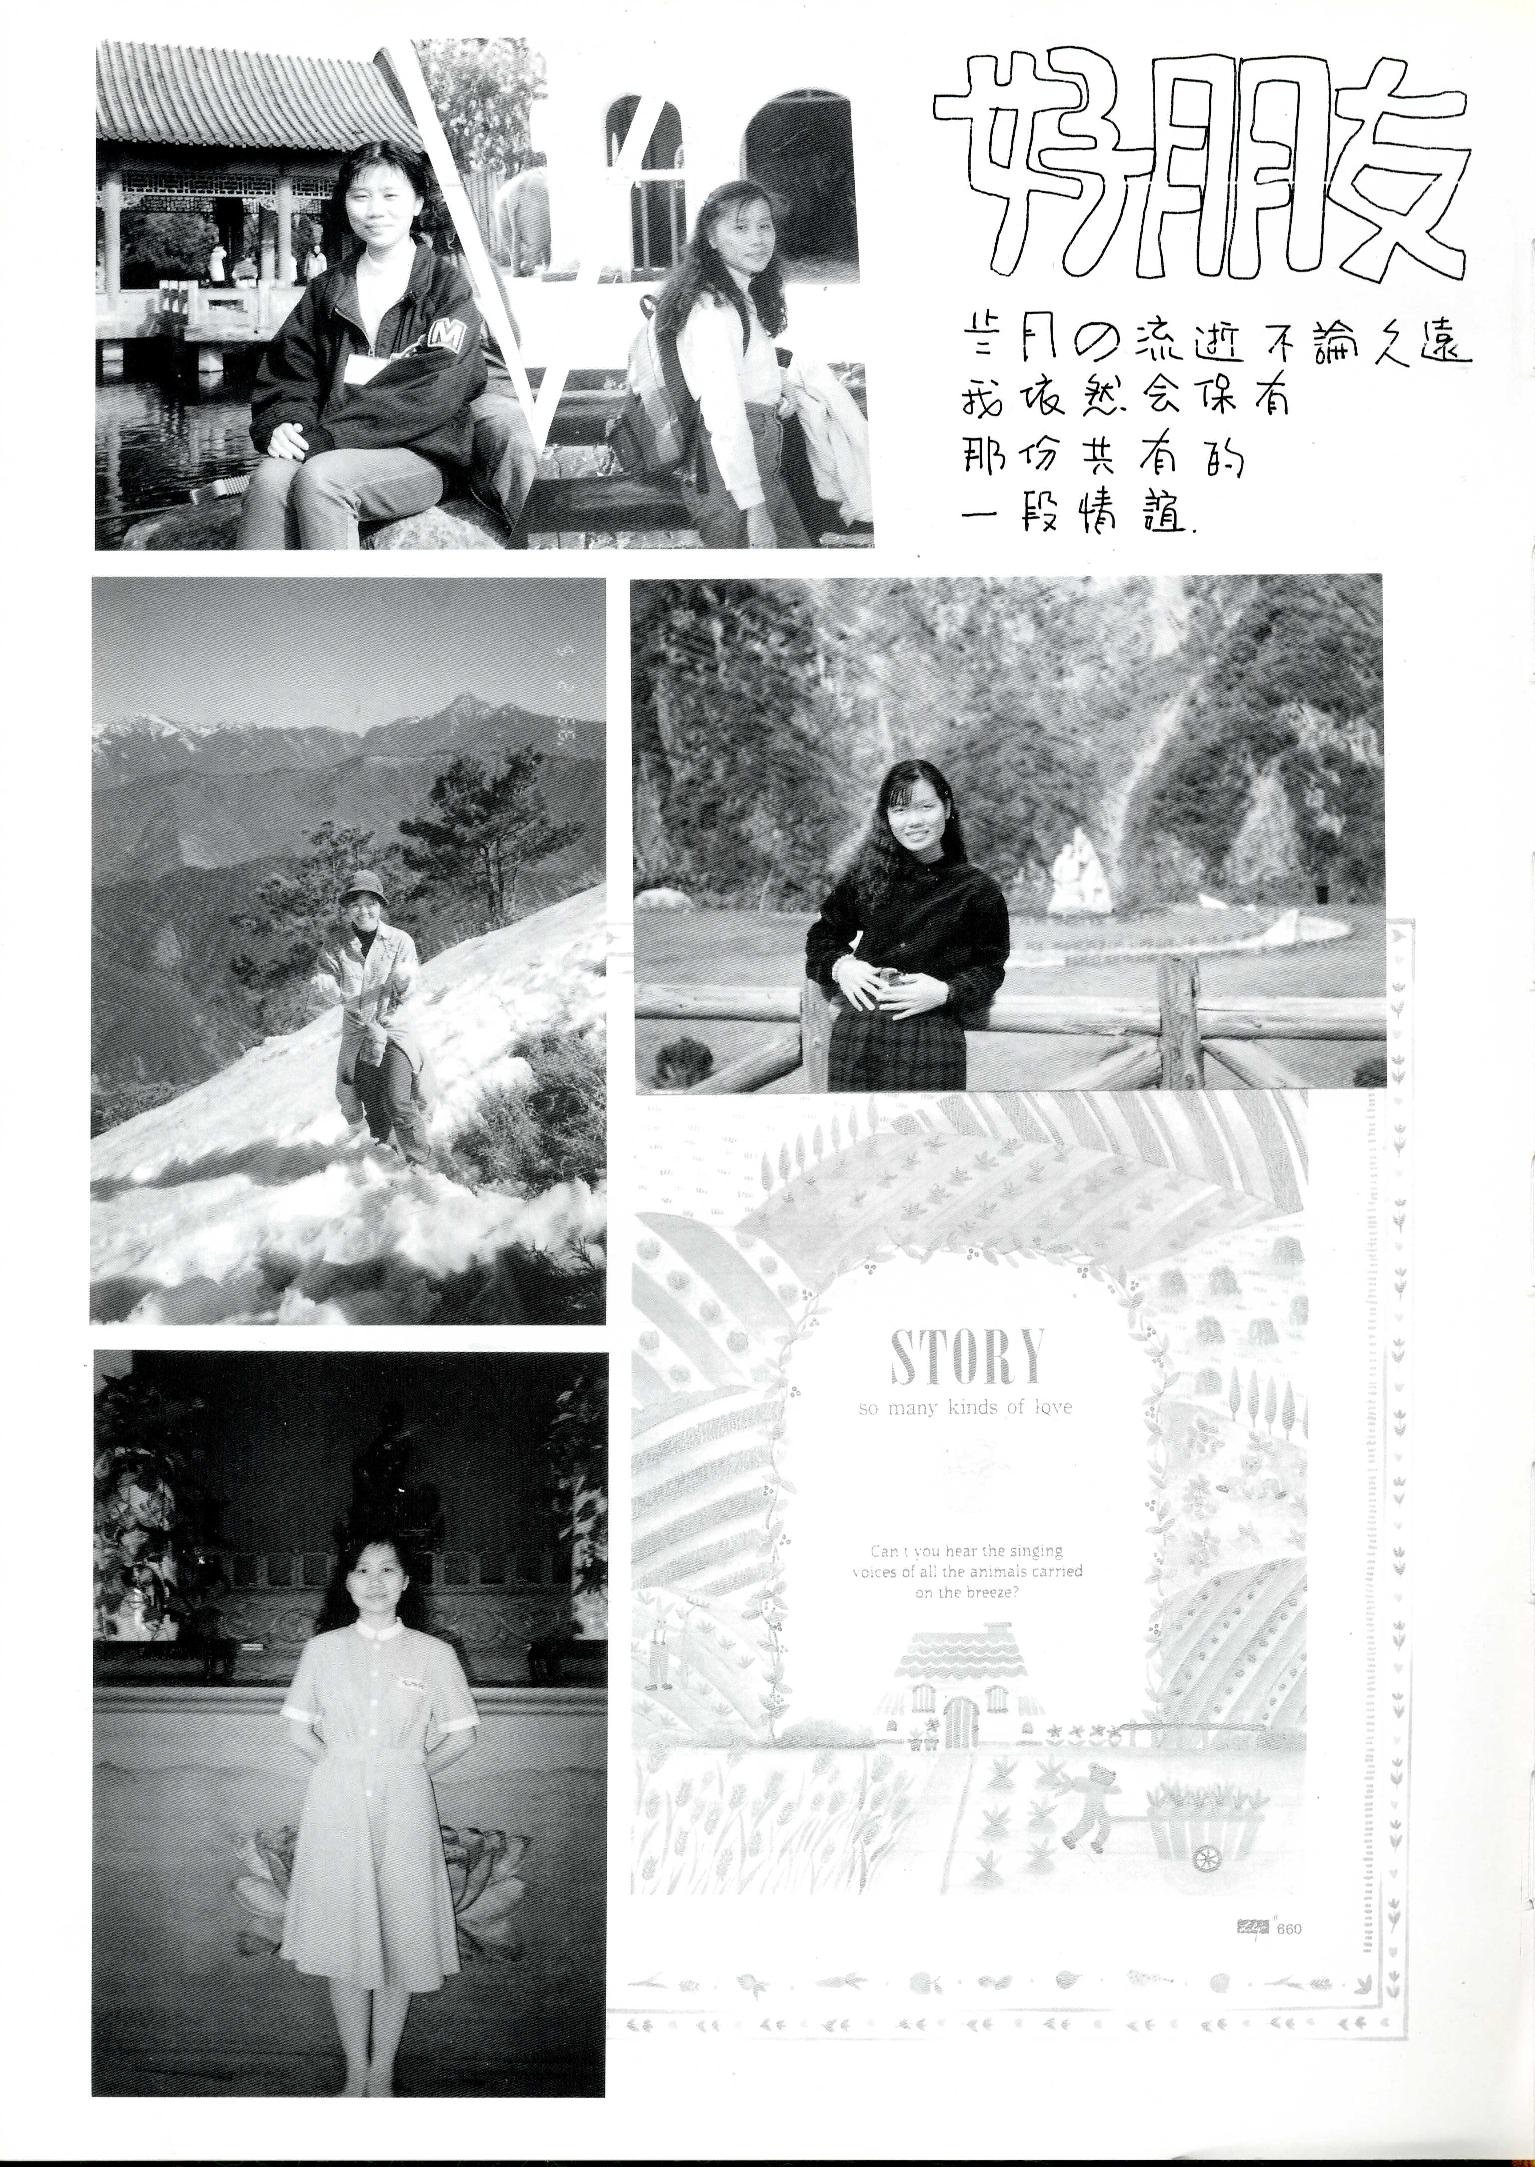 好朋友
歲月の流逝不論久遠
我依然会保有
那份共有的
一段情誼.
M
STORY
so many kinds of love
Can't you hear the singing
voices of all the animals carried
on the breeze?
660